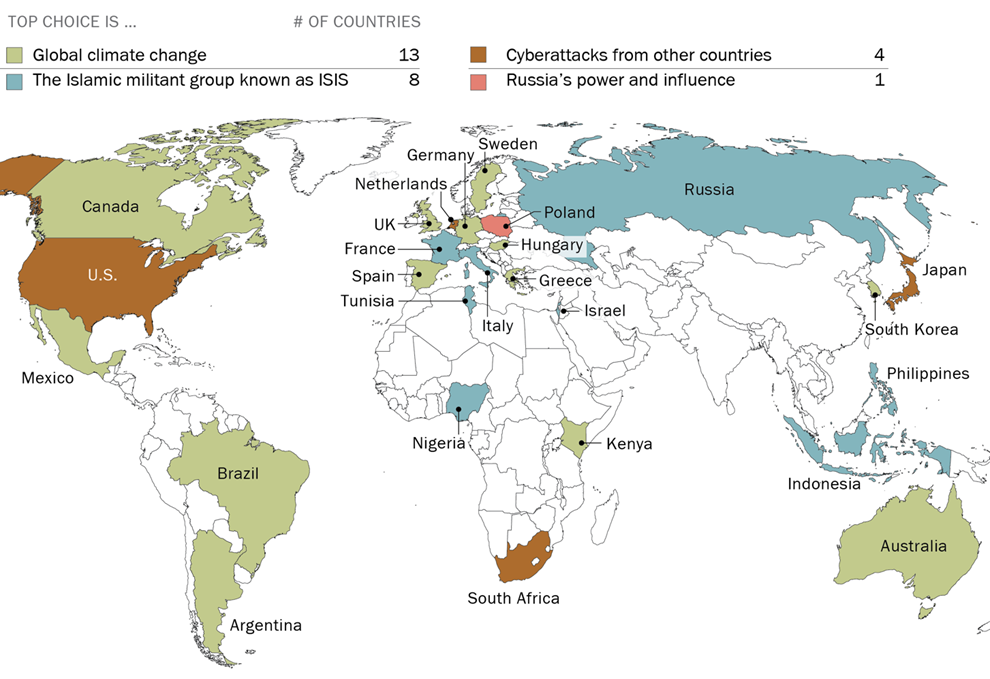 TOP CHOICE IS ... # OF COUNTRIES
Global climate change 13
The Islamic militant group known as ISIS 8
Cyberattacks from other countries 4
Russia’s power and influence 1
Sweden
Germany
Netherlands
Russia
Canada
Poland
UK
Hungary
France
U.S.
Spain
Greece
Japan
Tunisia
Israel
Italy
South Korea
Mexico
Philippines
Nigeria
Kenya
Brazil
Indonesia
Australia
South Africa
Argentina